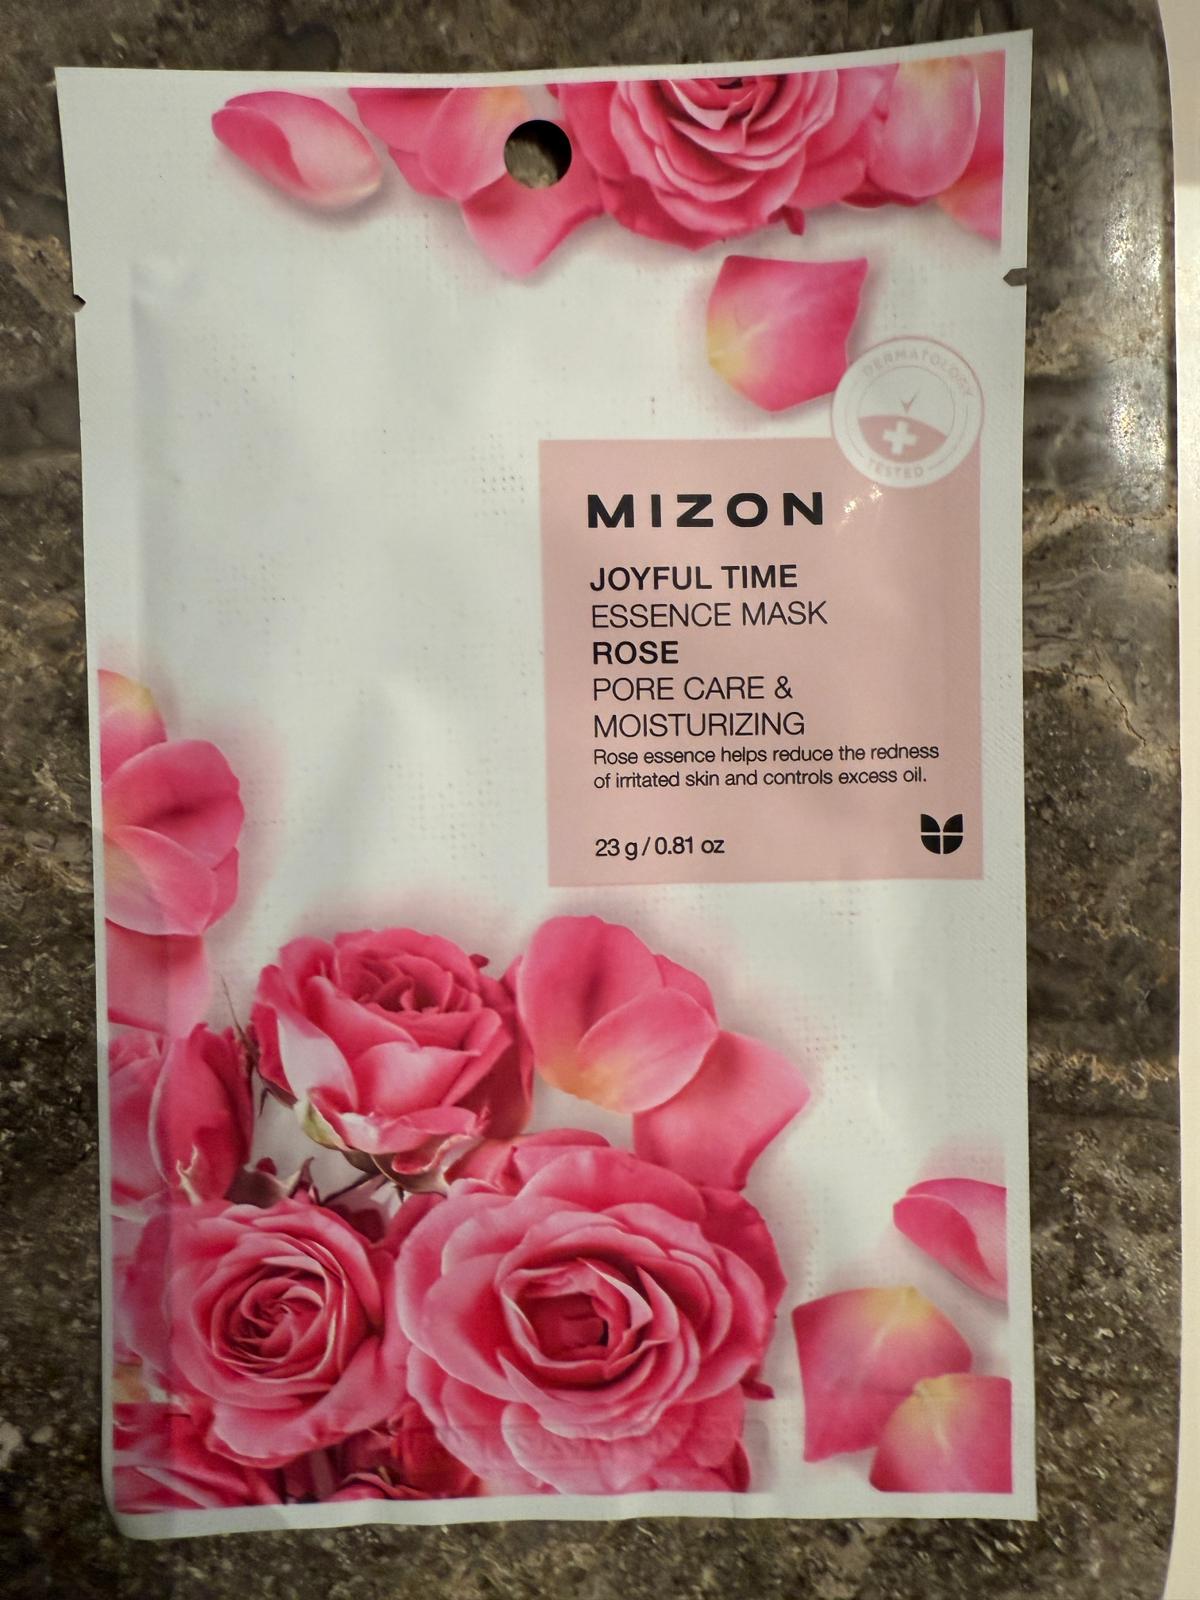 DERMATOLOGY
TESTED
MIZON
JOYFUL TIME
ESSENCE MASK
ROSE
PORE CARE &
MOISTURIZING
Rose essence helps reduce the redness
of irritated skin and controls excess oil.
23 g / 0.81 oz